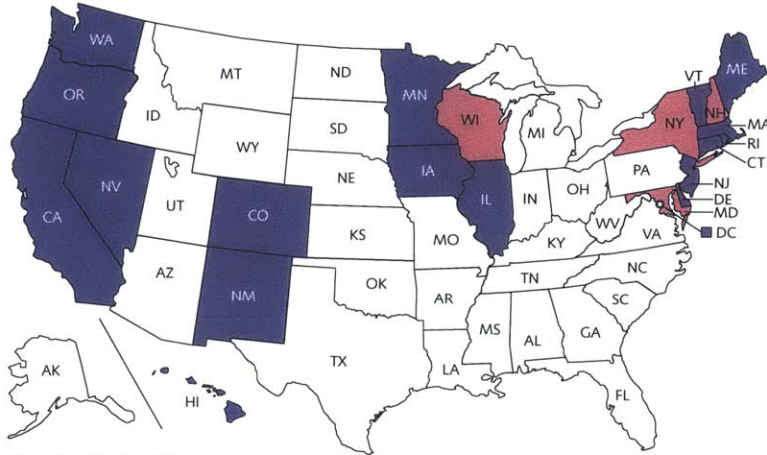 WA
OR
CA
NV
ID
MT
WY
UT
AZ
CO
NM
ND
SD
NE
KS
OK
TX
MN
IA
MO
AR
LA
WI
IL
MI
IN
OH
KY
TN
MS
AL
GA
FL
SC
NC
VA
WV
PA
NY
VT
NH
ME
MA
RI
CT
NJ
DE
MD
DC
AK
HI